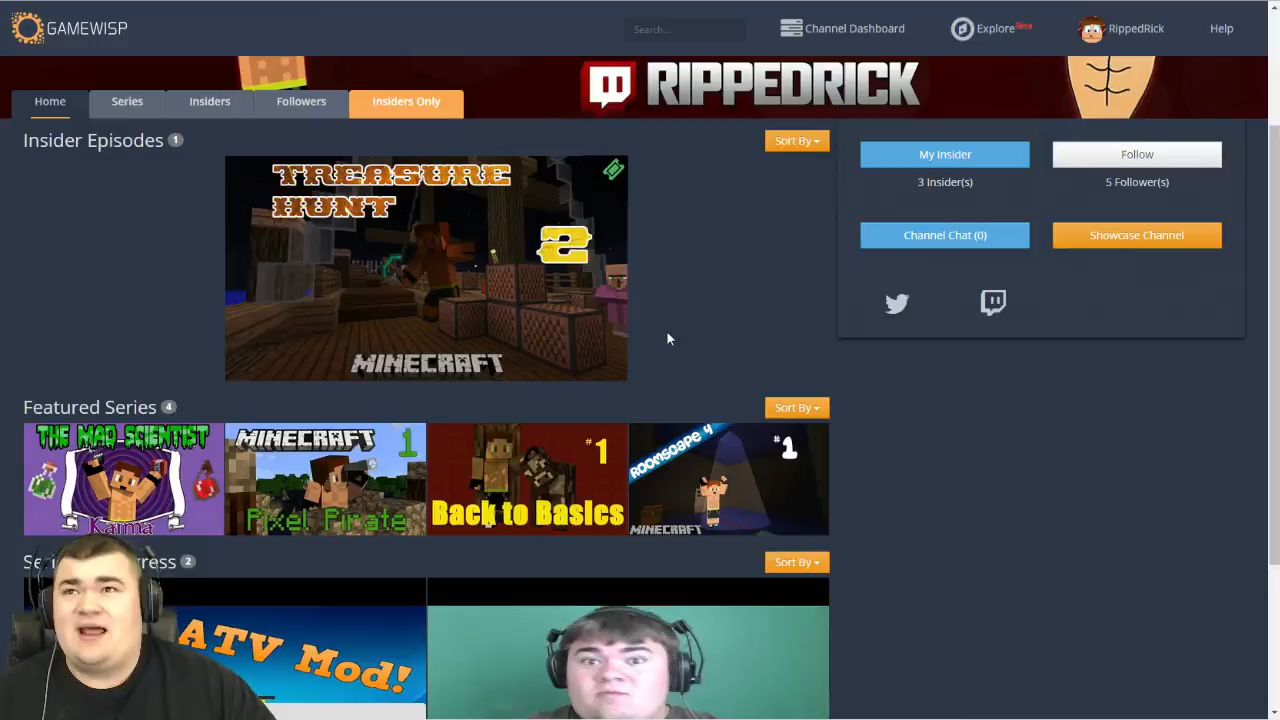 GAMEWISP
Search...
Channel Dashboard
Explore Beta
RippedRick
Help
RIPPEDRICK
Home
Series
Insiders
Followers
Insiders Only
Insider Episodes 1
Sort By
TREASURE
HUNT
2
MINECRAFT
My Insider
Follow
3 Insider(s)
5 Follower(s)
Channel Chat (0)
Showcase Channel
Featured Series 4
Sort By
THE MAD SCIENTIST
Karma
MINECRAFT 1
Pixel Pirate
#1
Back to Basics
ROOMSCAPE 4
#1
MINECRAFT
Se
ress 2
Sort By
ATV Mod!